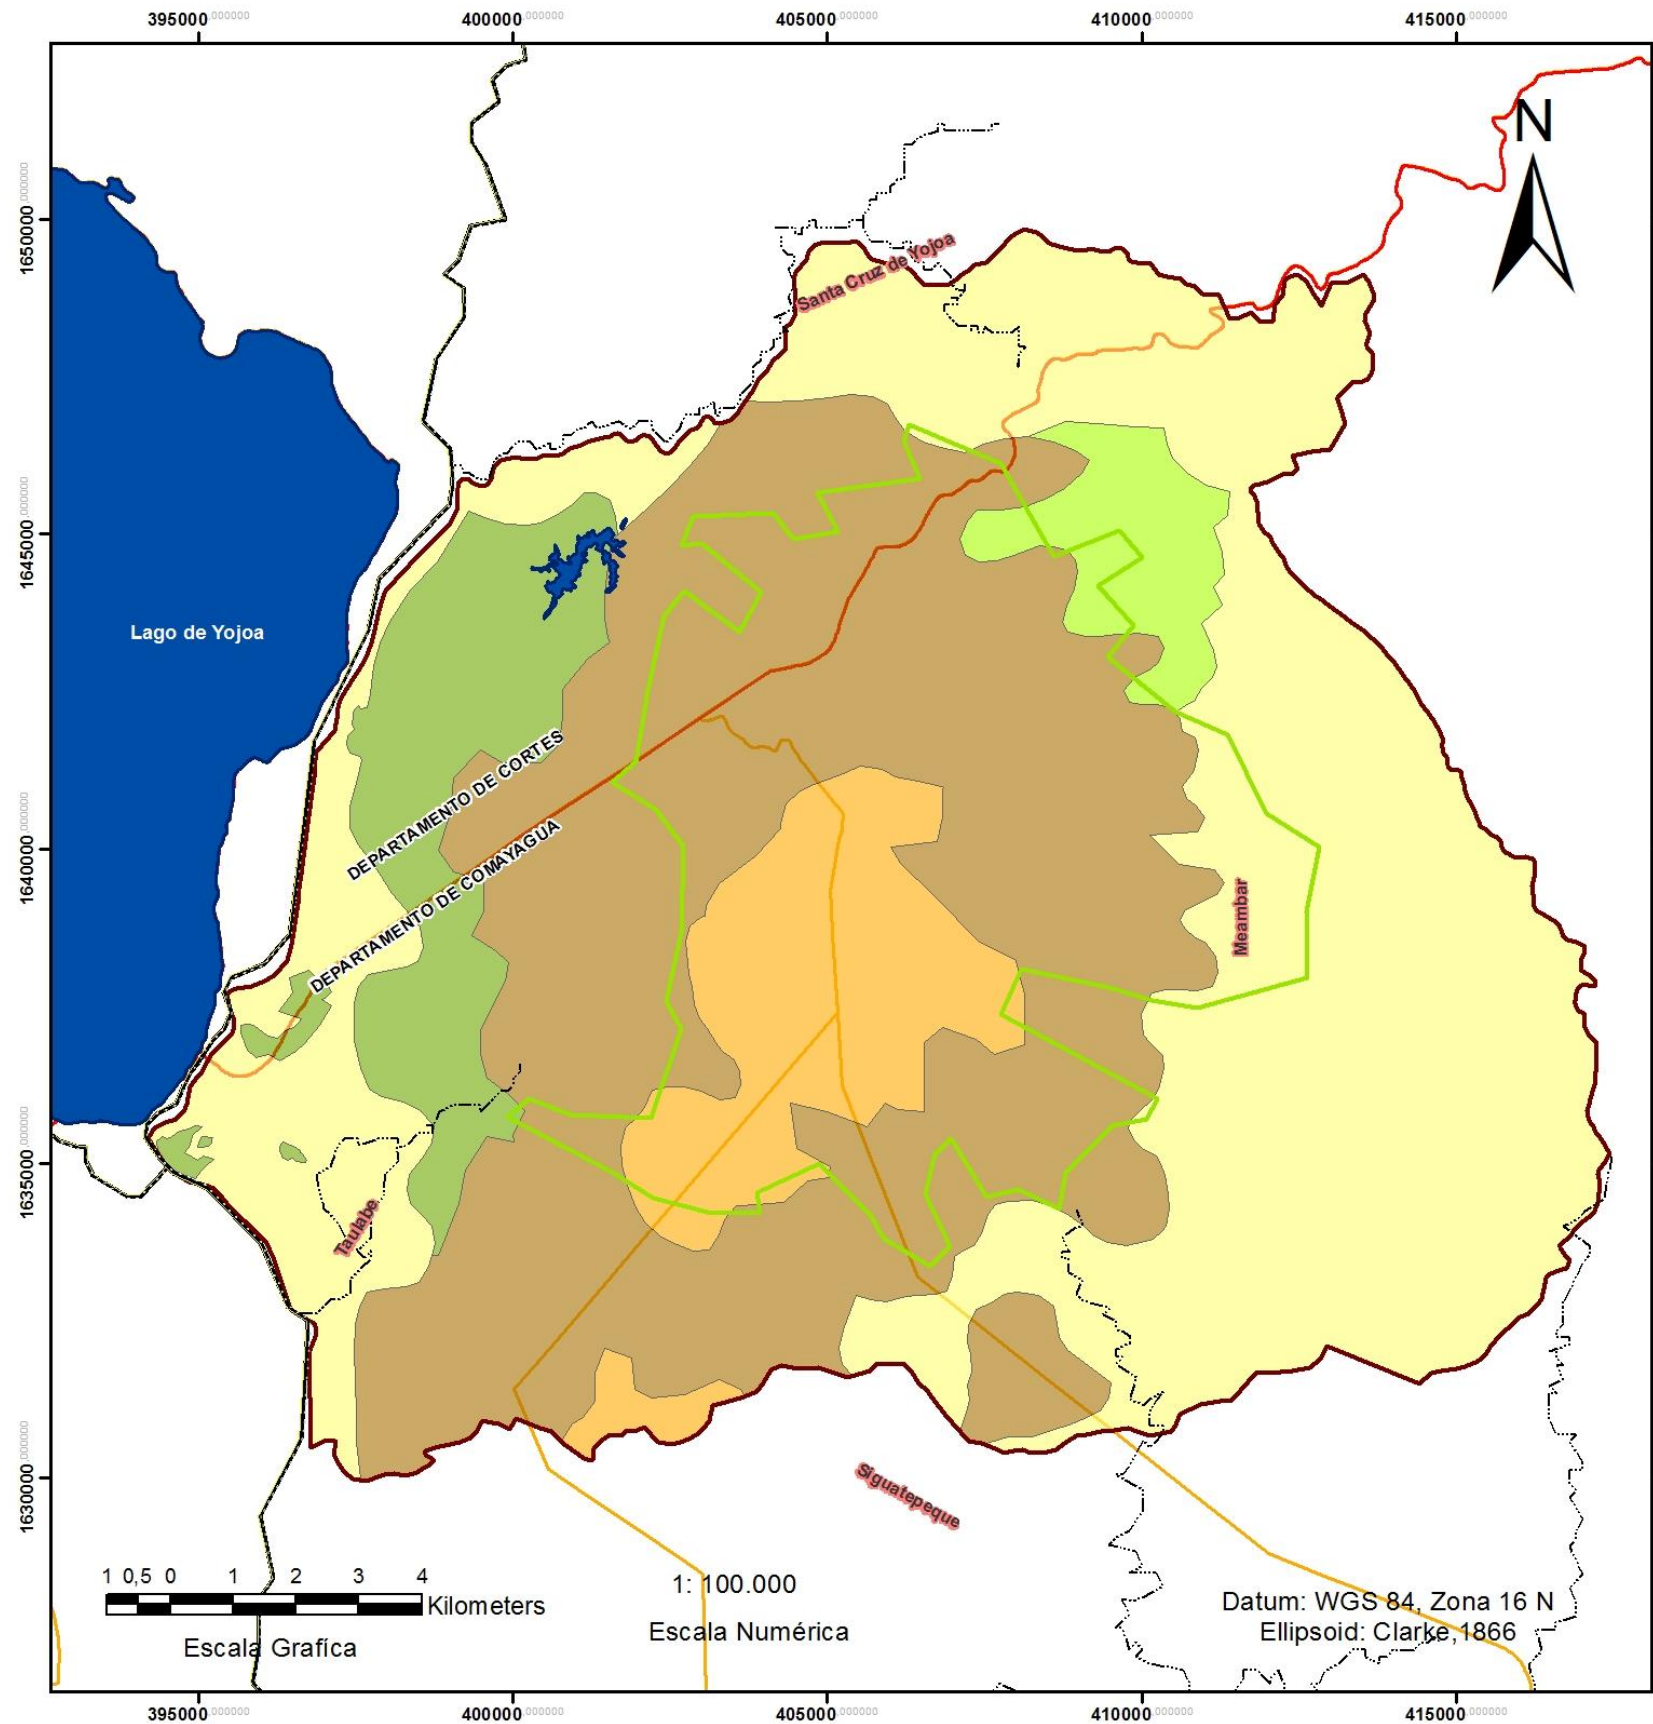 395000.000000 400000.000000 405000.000000 410000.000000 415000.000000
N
1650000.000000
Santa Cruz de Yojoa
1645000.000000
Lago de Yojoa
DEPARTAMENTO DE CORTES
DEPARTAMENTO DE COMAYAGUA
1640000.000000
Meambar
1635000.000000
Taulabe
1630000.000000
Siguatepeque
1 0,5 0 1 2 3 4
Kilometers
Escala Grafíca
1: 100.000
Escala Numérica
Datum: WGS 84, Zona 16 N
Ellipsoid: Clarke,1866
395000.000000 400000.000000 405000.000000 410000.000000 415000.000000